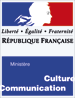 Liberté • Égalité • Fraternité
RÉPUBLIQUE FRANÇAISE
Ministère
Culture
Communication